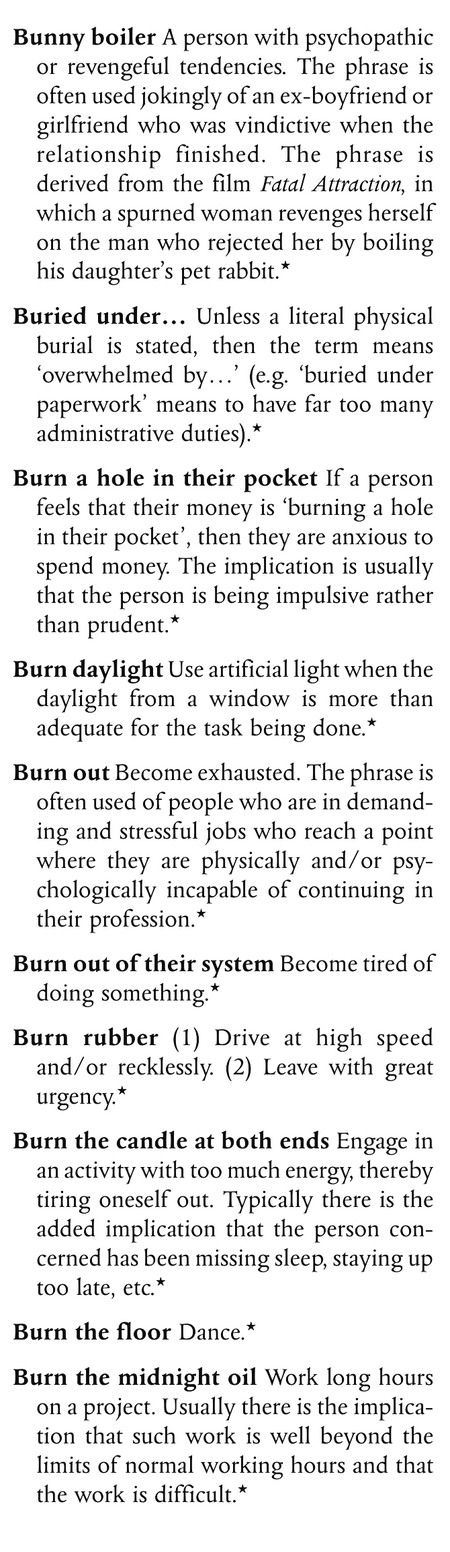 Bunny boiler A person with psychopathic
or revengeful tendencies. The phrase is
often used jokingly of an ex-boyfriend or
girlfriend who was vindictive when the
relationship finished. The phrase is
derived from the film Fatal Attraction, in
which a spurned woman revenges herself
on the man who rejected her by boiling
his daughter’s pet rabbit.★
Buried under… Unless a literal physical
burial is stated, then the term means
‘overwhelmed by…’ (e.g. ‘buried under
paperwork’ means to have far too many
administrative duties).★
Burn a hole in their pocket If a person
feels that their money is ‘burning a hole
in their pocket’, then they are anxious to
spend money. The implication is usually
that the person is being impulsive rather
than prudent.★
Burn daylight Use artificial light when the
daylight from a window is more than
adequate for the task being done.★
Burn out Become exhausted. The phrase is
often used of people who are in demand-
ing and stressful jobs who reach a point
where they are physically and/or psy-
chologically incapable of continuing in
their profession.★
Burn out of their system Become tired of
doing something.★
Burn rubber (1) Drive at high speed
and/or recklessly. (2) Leave with great
urgency.★
Burn the candle at both ends Engage in
an activity with too much energy, thereby
tiring oneself out. Typically there is the
added implication that the person con-
cerned has been missing sleep, staying up
too late, etc.★
Burn the floor Dance.★
Burn the midnight oil Work long hours
on a project. Usually there is the implica-
tion that such work is well beyond the
limits of normal working hours and that
the work is difficult.★